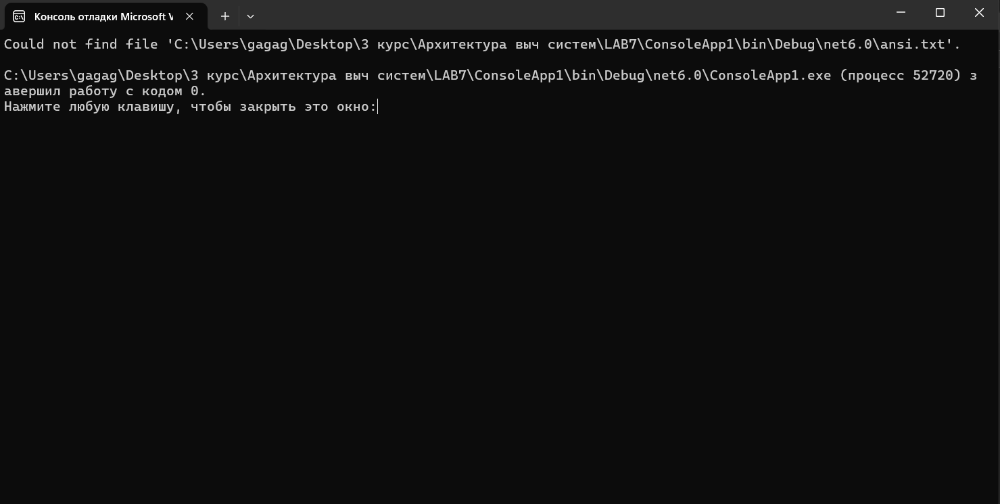 Консоль отладки Microsoft V
Could not find file 'C:\Users\gagag\Desktop\3 курс\Архитектура выч систем\LAB7\ConsoleApp1\bin\Debug\net6.0\ansi.txt'.
C:\Users\gagag\Desktop\3 курс\Архитектура выч систем\LAB7\ConsoleApp1\bin\Debug\net6.0\ConsoleApp1.exe (процесс 52720) з
авершил работу с кодом 0.
Нажмите любую клавишу, чтобы закрыть это окно: